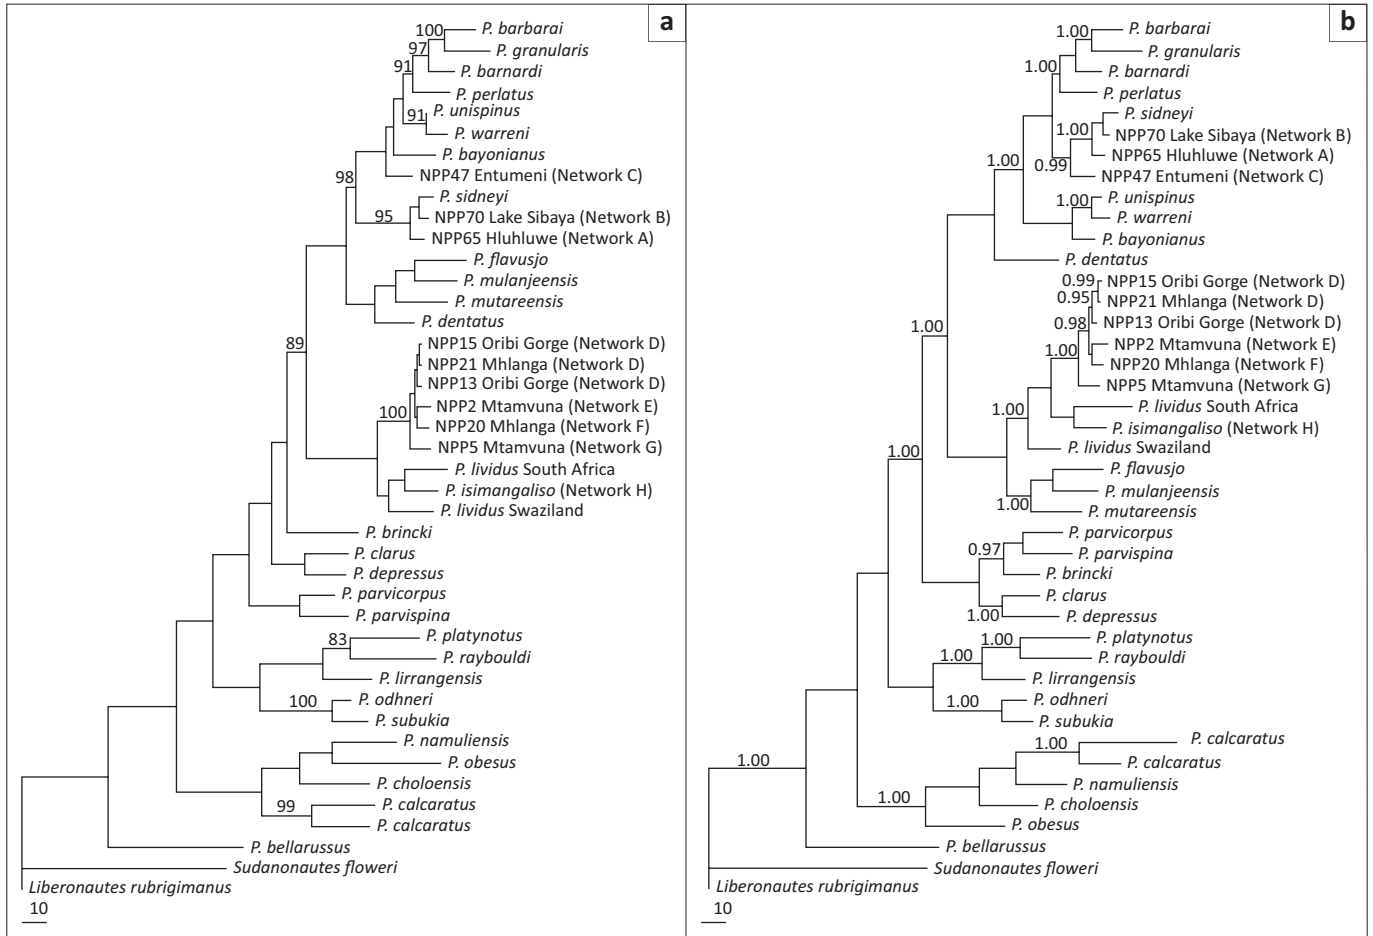 a
100
P. barbarai
97
P. granularis
91
P. barnardi
P. perlatus
91
P. unispinus
P. warreni
P. bayonianus
98
NPP47 Entumeni (Network C)
P. sidneyi
95
NPP70 Lake Sibaya (Network B)
NPP65 Hluhluwe (Network A)
P. flavusjo
P. mulanjeensis
P. mutareensis
P. dentatus
89
NPP15 Oribi Gorge (Network D)
NPP21 Mhlanga (Network D)
NPP13 Oribi Gorge (Network D)
NPP2 Mtamvuna (Network E)
100
NPP20 Mhlanga (Network F)
NPP5 Mtamvuna (Network G)
P. lividus South Africa
P. isimangaliso (Network H)
P. lividus Swaziland
P. brincki
P. clarus
P. depressus
P. parvicorpus
P. parvispina
83
P. platynotus
P. raybouldi
P. lirrangensis
100
P. odhneri
P. subukia
P. namuliensis
P. obesus
P. choloensis
99
P. calcaratus
P. calcaratus
P. bellarussus
Sudanonautes floweri
Liberonautes rubrigimanus
10
b
1.00
P. barbarai
P. granularis
1.00
P. barnardi
P. perlatus
P. sidneyi
1.00
NPP70 Lake Sibaya (Network B)
1.00
NPP65 Hluhluwe (Network A)
0.99
NPP47 Entumeni (Network C)
1.00
P. unispinus
P. warreni
P. bayonianus
P. dentatus
0.99
NPP15 Oribi Gorge (Network D)
0.95
NPP21 Mhlanga (Network D)
1.00
0.98
NPP13 Oribi Gorge (Network D)
NPP2 Mtamvuna (Network E)
1.00
NPP20 Mhlanga (Network F)
NPP5 Mtamvuna (Network G)
1.00
P. lividus South Africa
P. isimangaliso (Network H)
1.00
P. lividus Swaziland
P. flavusjo
P. mulanjeensis
1.00
P. mutareensis
P. parvicorpus
0.97
P. parvispina
P. brincki
P. clarus
1.00
P. depressus
1.00
P. platynotus
1.00
P. raybouldi
P. lirrangensis
1.00
P. odhneri
P. subukia
1.00
P. calcaratus
1.00
P. calcaratus
P. namuliensis
1.00
P. choloensis
P. obesus
P. bellarussus
Sudanonautes floweri
Liberonautes rubrigimanus
10